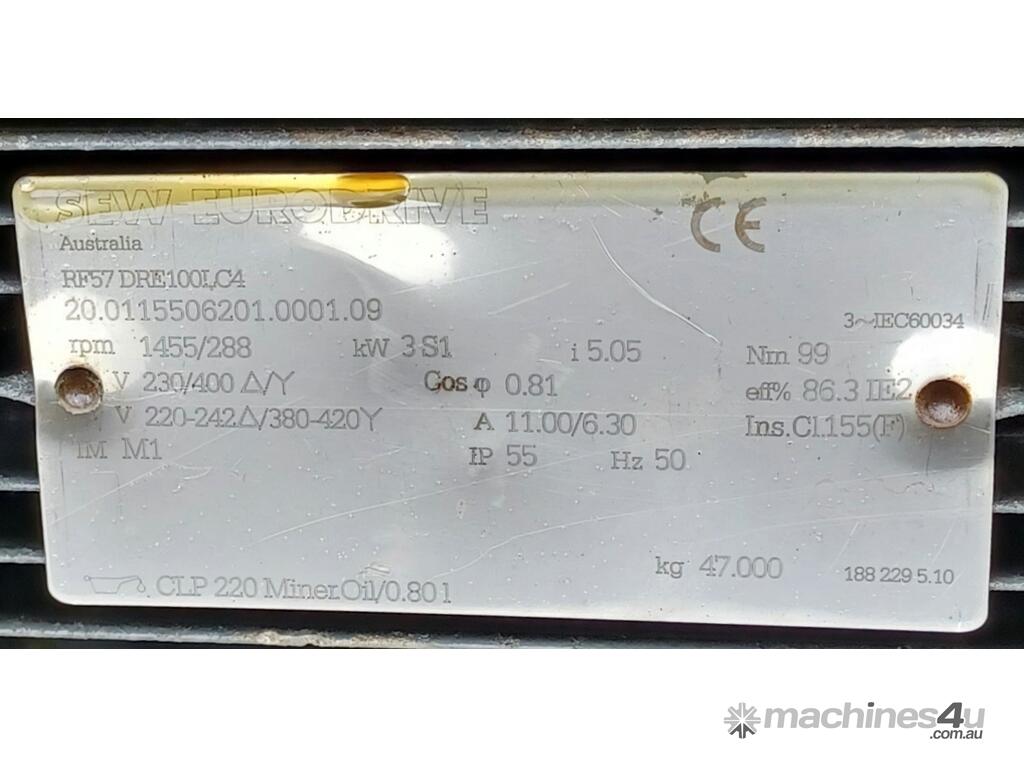 SEW EURODRIVE
CE
Australia
RF57 DRE100LC4
20.0115506201.0001.09
3~IEC60034
rpm 1455/288 kW 3 S1 i 5.05 Nm 99
V 230/400 Δ/Y Cos φ 0.81 eff% 86.3 IE2
V 220-242Δ/380-420Y A 11.00/6.30 Ins.Cl.155(F)
IM M1 IP 55 Hz 50
kg 47.000 188 229 5.10
CLP 220 Miner.Oil/0.80 l
machines4u
.com.au